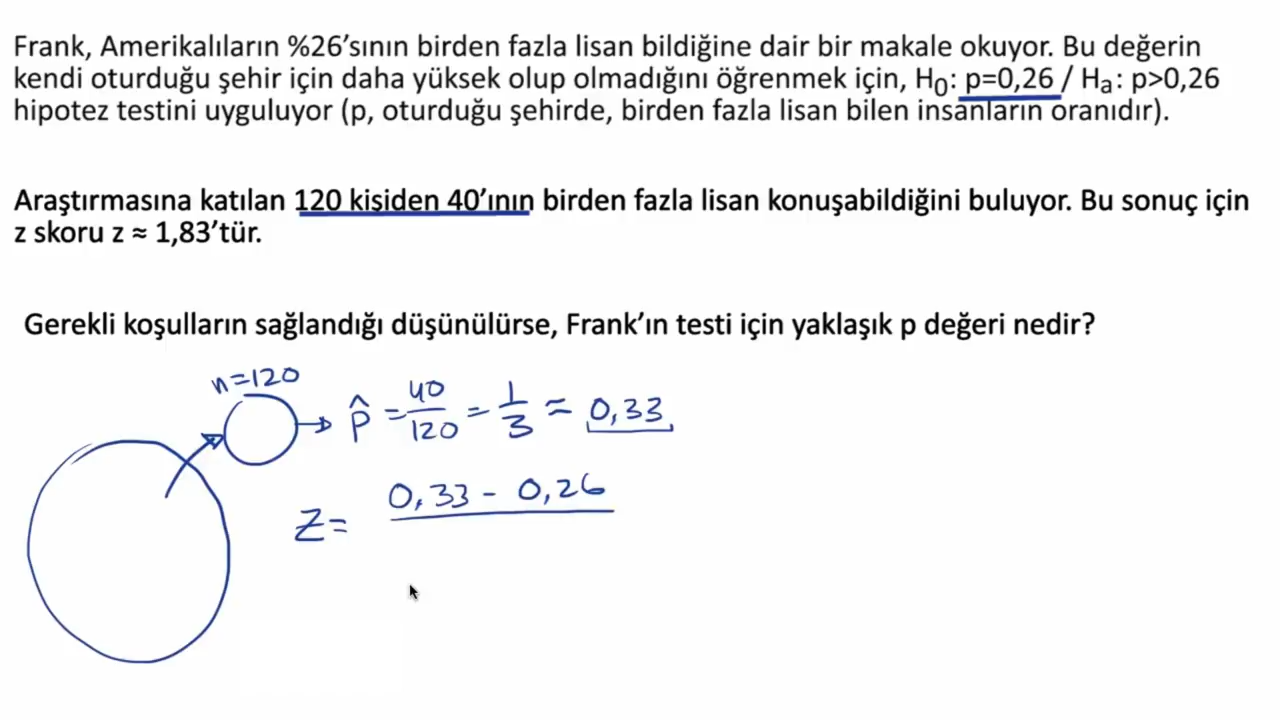 Frank, Amerikalıların %26’sının birden fazla lisan bildiğine dair bir makale okuyor. Bu değerin
kendi oturduğu şehir için daha yüksek olup olmadığını öğrenmek için, H0: p=0,26 / Ha: p>0,26
hipotez testini uyguluyor (p, oturduğu şehirde, birden fazla lisan bilen insanların oranıdır).
Araştırmasına katılan 120 kişiden 40’ının birden fazla lisan konuşabildiğini buluyor. Bu sonuç için
z skoru z ≈ 1,83’tür.
Gerekli koşulların sağlandığı düşünülürse, Frank’ın testi için yaklaşık p değeri nedir?
n=120
p̂ = 40/120 = 1/3 ≈ 0,33
Z= 0,33 - 0,26